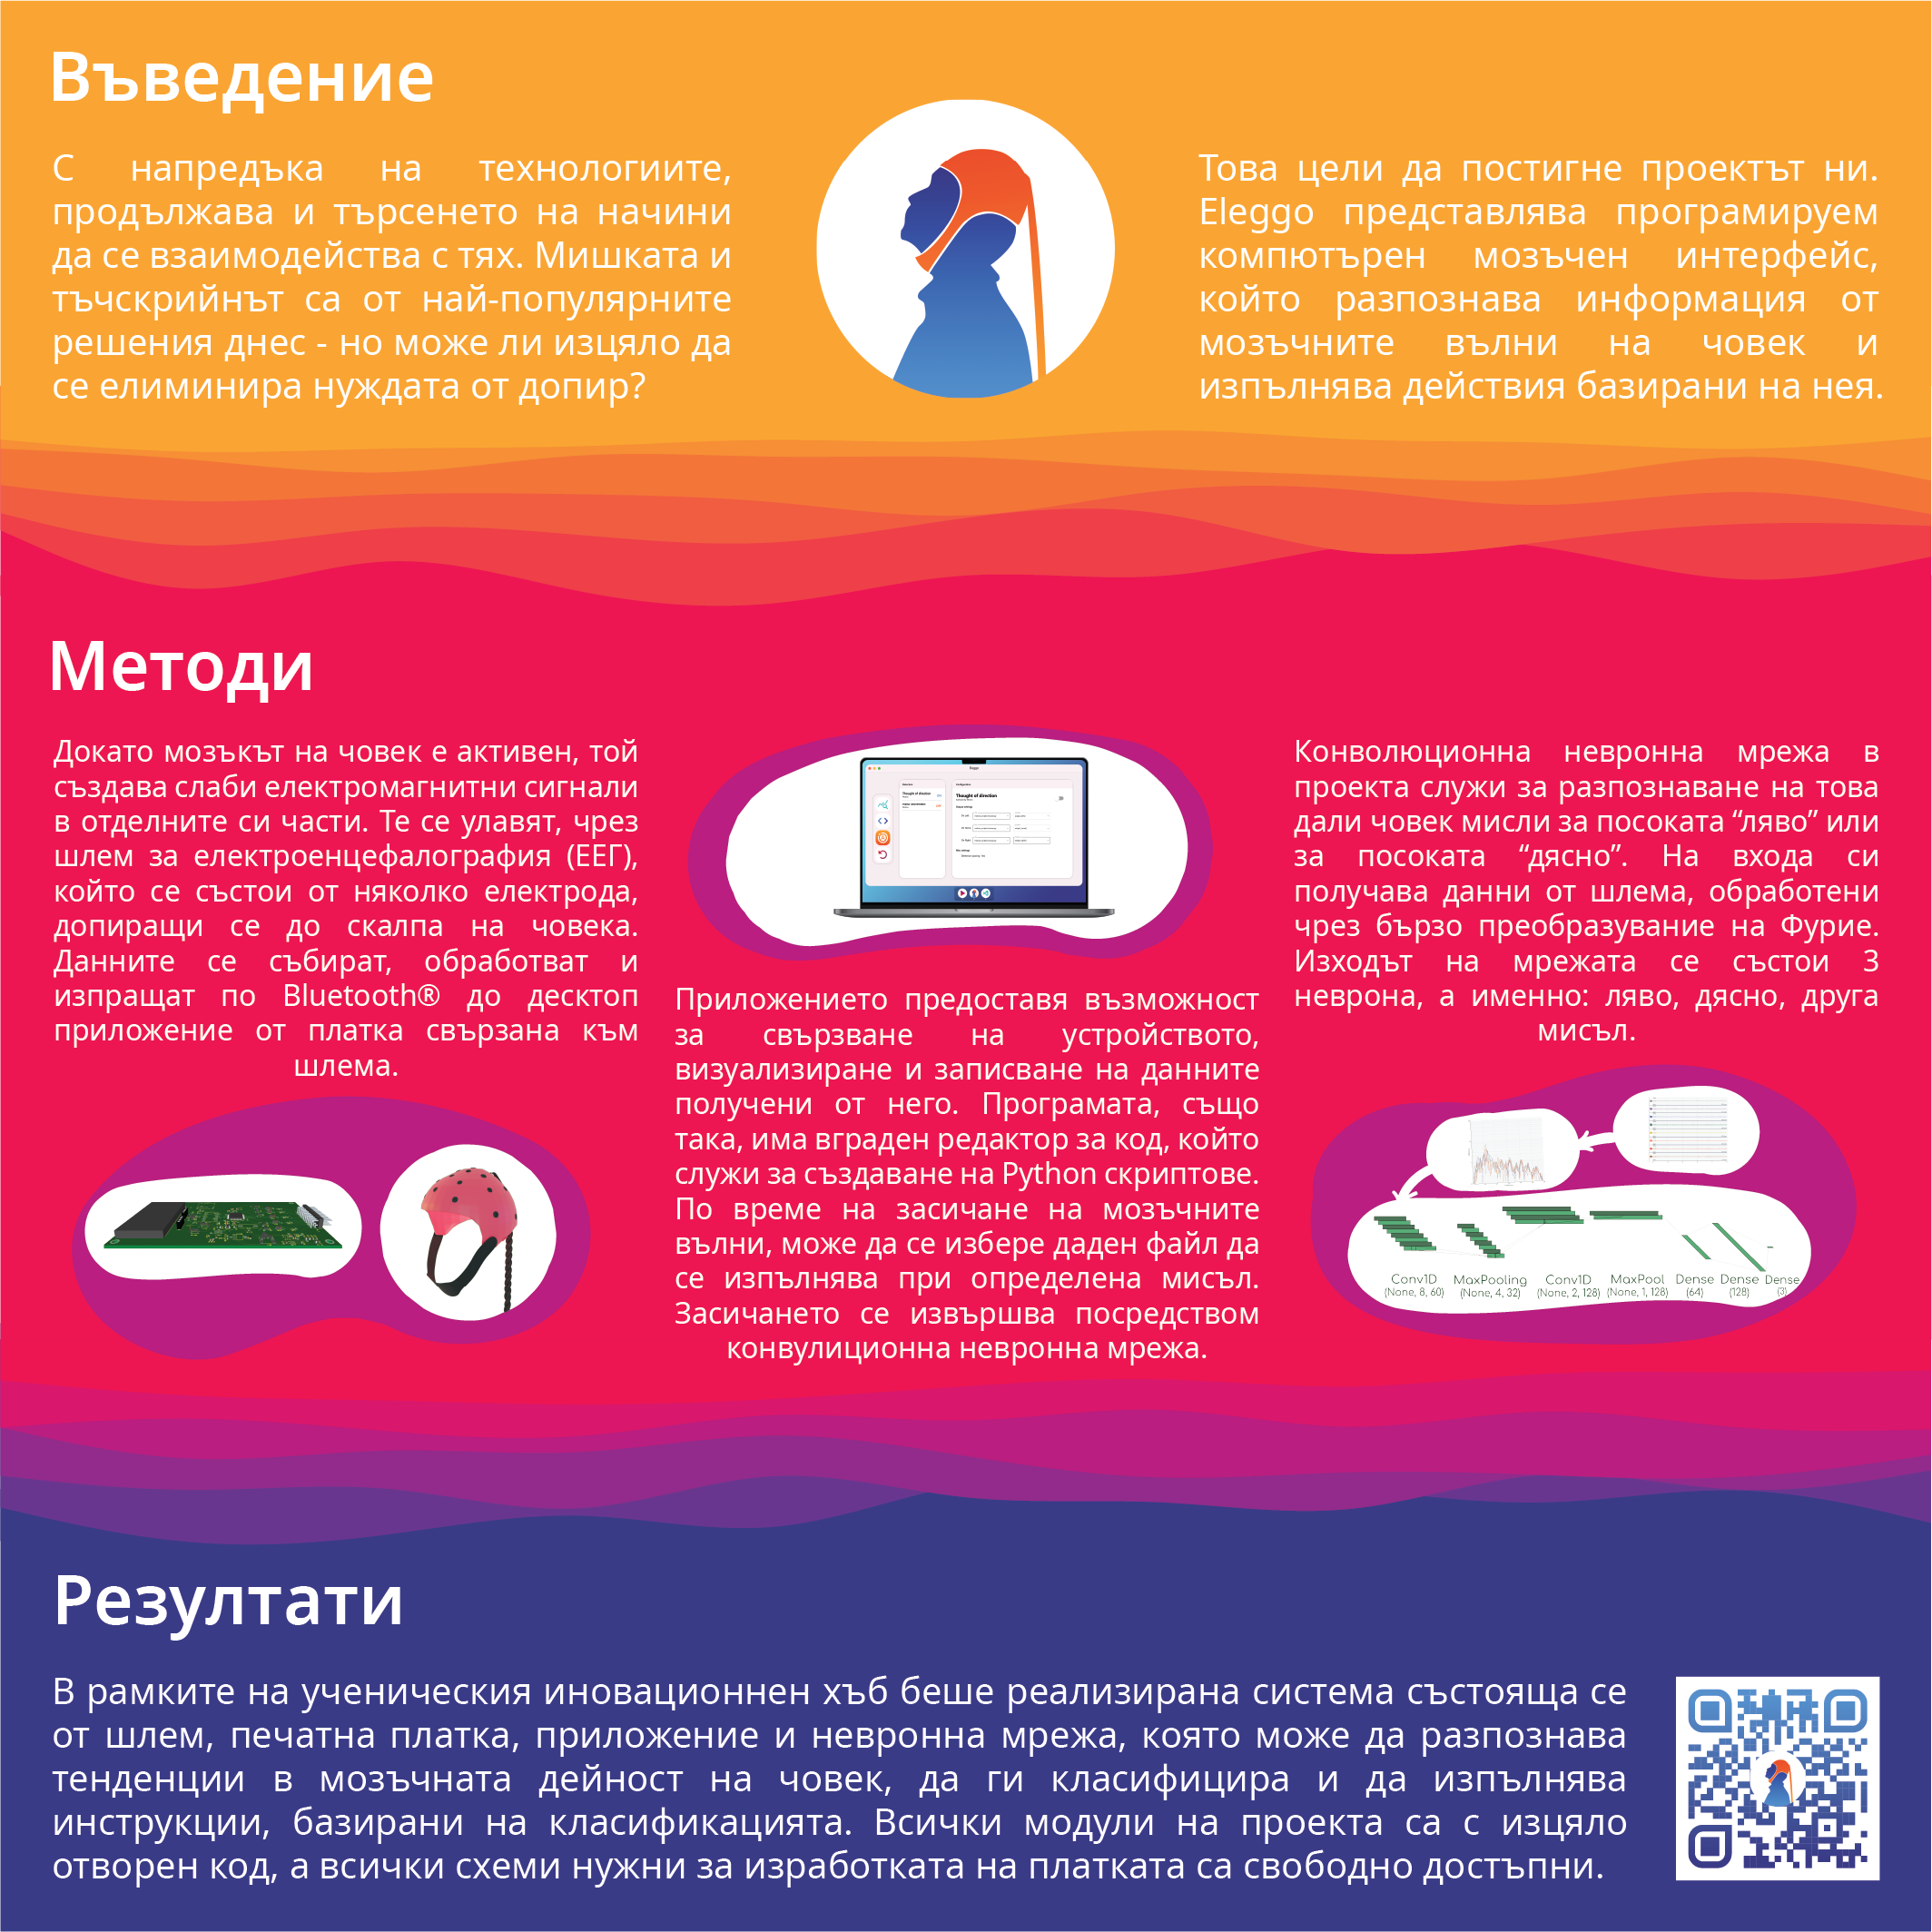 Въведение
С напредъка на технологиите,
продължава и търсенето на начини
да се взаимодейства с тях. Мишката и
тъчскрийнът са от най-популярните
решения днес - но може ли изцяло да
се елиминира нуждата от допир?
Това цели да постигне проектът ни.
Eleggo представлява програмируем
компютърен мозъчен интерфейс,
който разпознава информация от
мозъчните вълни на човек и
изпълнява действия базирани на нея.
Методи
Докато мозъкът на човек е активен, той
създава слаби електромагнитни сигнали
в отделните си части. Те се улавят, чрез
шлем за електроенцефалография (ЕЕГ),
който се състои от няколко електрода,
допиращи се до скалпа на човека.
Данните се събират, обработват и
изпращат по Bluetooth® до десктоп
приложение от платка свързана към
шлема.
Thought of direction
Thought of direction
Приложението предоставя възможност
за свързване на устройството,
визуализиране и записване на данните
получени от него. Програмата, също
така, има вграден редактор за код, който
служи за създаване на Python скриптове.
По време на засичане на мозъчните
вълни, може да се избере даден файл да
се изпълнява при определена мисъл.
Засичането се извършва посредством
конвулиционна невронна мрежа.
Конволюционна невронна мрежа в
проекта служи за разпознаване на това
дали човек мисли за посоката “ляво” или
за посоката “дясно”. На входа си
получава данни от шлема, обработени
чрез бързо преобразувание на Фурие.
Изходът на мрежата се състои 3
неврона, а именно: ляво, дясно, друга
мисъл.
Conv1D MaxPooling Conv1D MaxPool Dense Dense Dense
(None, 8, 60) (None, 4, 32) (None, 2, 128) (None, 1, 128) (64) (128) (3)
Резултати
В рамките на ученическия иновационнен хъб беше реализирана система състояща се
от шлем, печатна платка, приложение и невронна мрежа, която може да разпознава
тенденции в мозъчната дейност на човек, да ги класифицира и да изпълнява
инструкции, базирани на класификацията. Всички модули на проекта са с изцяло
отворен код, а всички схеми нужни за изработката на платката са свободно достъпни.